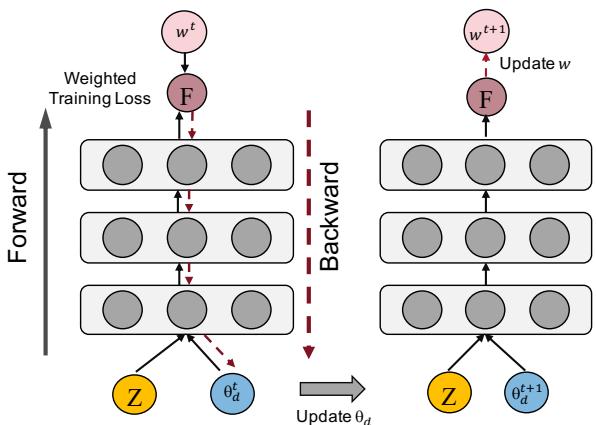 w^t
w^{t+1}
Update w
Weighted
Training Loss
F
F
Forward
Backward
Z
θ_d^t
Update θ_d
Z
θ_d^{t+1}